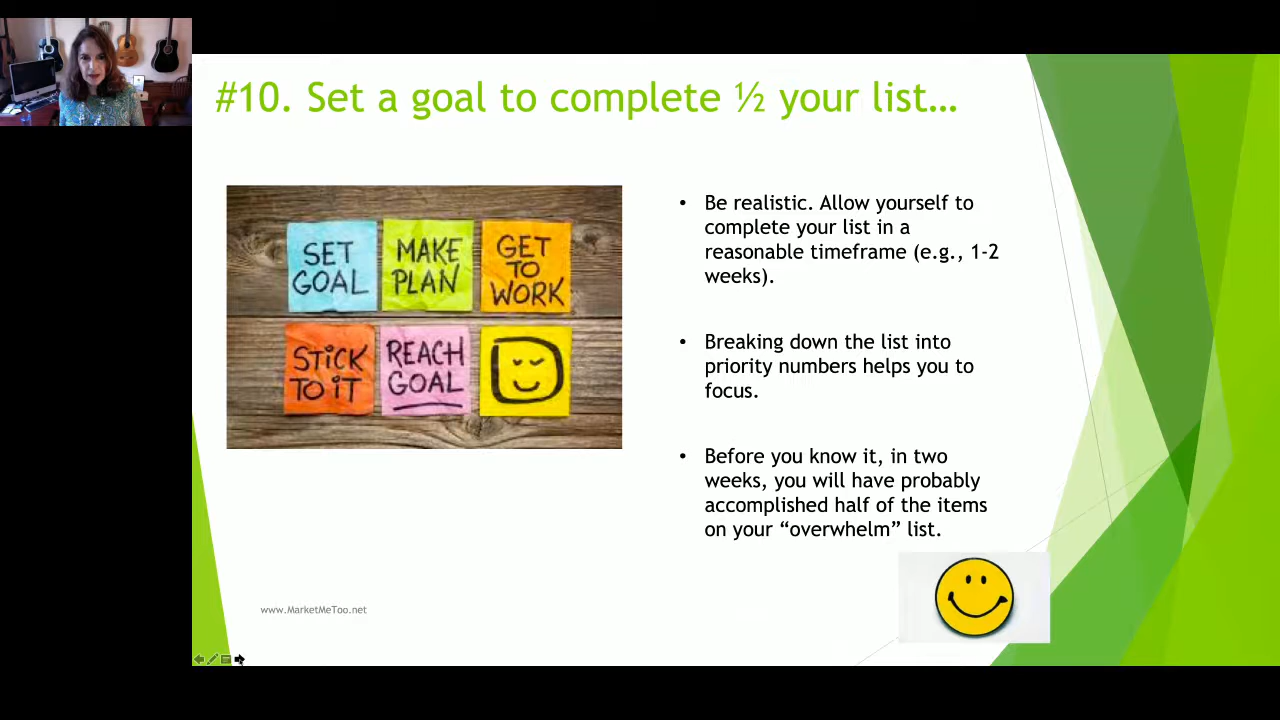 #10. Set a goal to complete ½ your list…
SET
GOAL
MAKE
PLAN
GET
TO
WORK
STICK
TO IT
REACH
GOAL
• Be realistic. Allow yourself to
complete your list in a
reasonable timeframe (e.g., 1-2
weeks).
• Breaking down the list into
priority numbers helps you to
focus.
• Before you know it, in two
weeks, you will have probably
accomplished half of the items
on your “overwhelm” list.
www.MarketMeToo.net